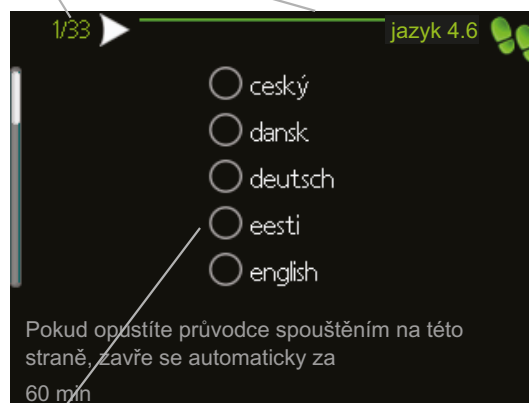 1/33
jazyk 4.6
ceský
dansk
deutsch
eesti
english
Pokud opustíte průvodce spouštěním na této
straně, zavře se automaticky za
60 min